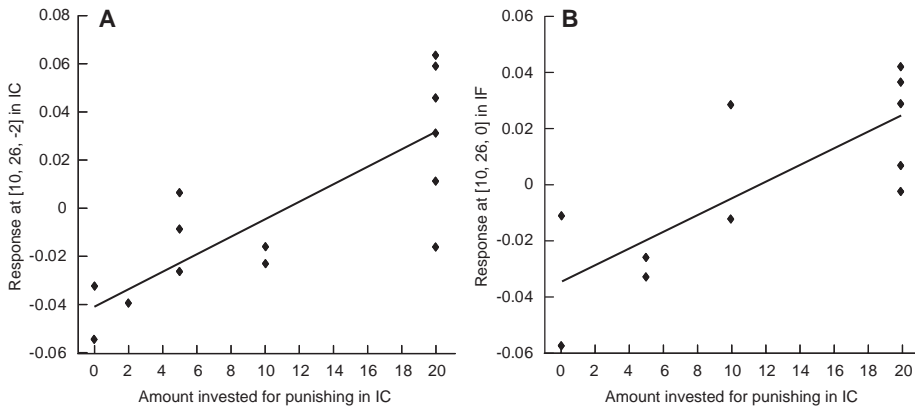 A
0.08
0.06
0.04
0.02
0
-0.02
-0.04
-0.06
Response at [10, 26, -2] in IC
0 2 4 6 8 10 12 14 16 18 20
Amount invested for punishing in IC
B
0.06
0.04
0.02
0
-0.02
-0.04
-0.06
Response at [10, 26, 0] in IF
0 2 4 6 8 10 12 14 16 18 20
Amount invested for punishing in IC